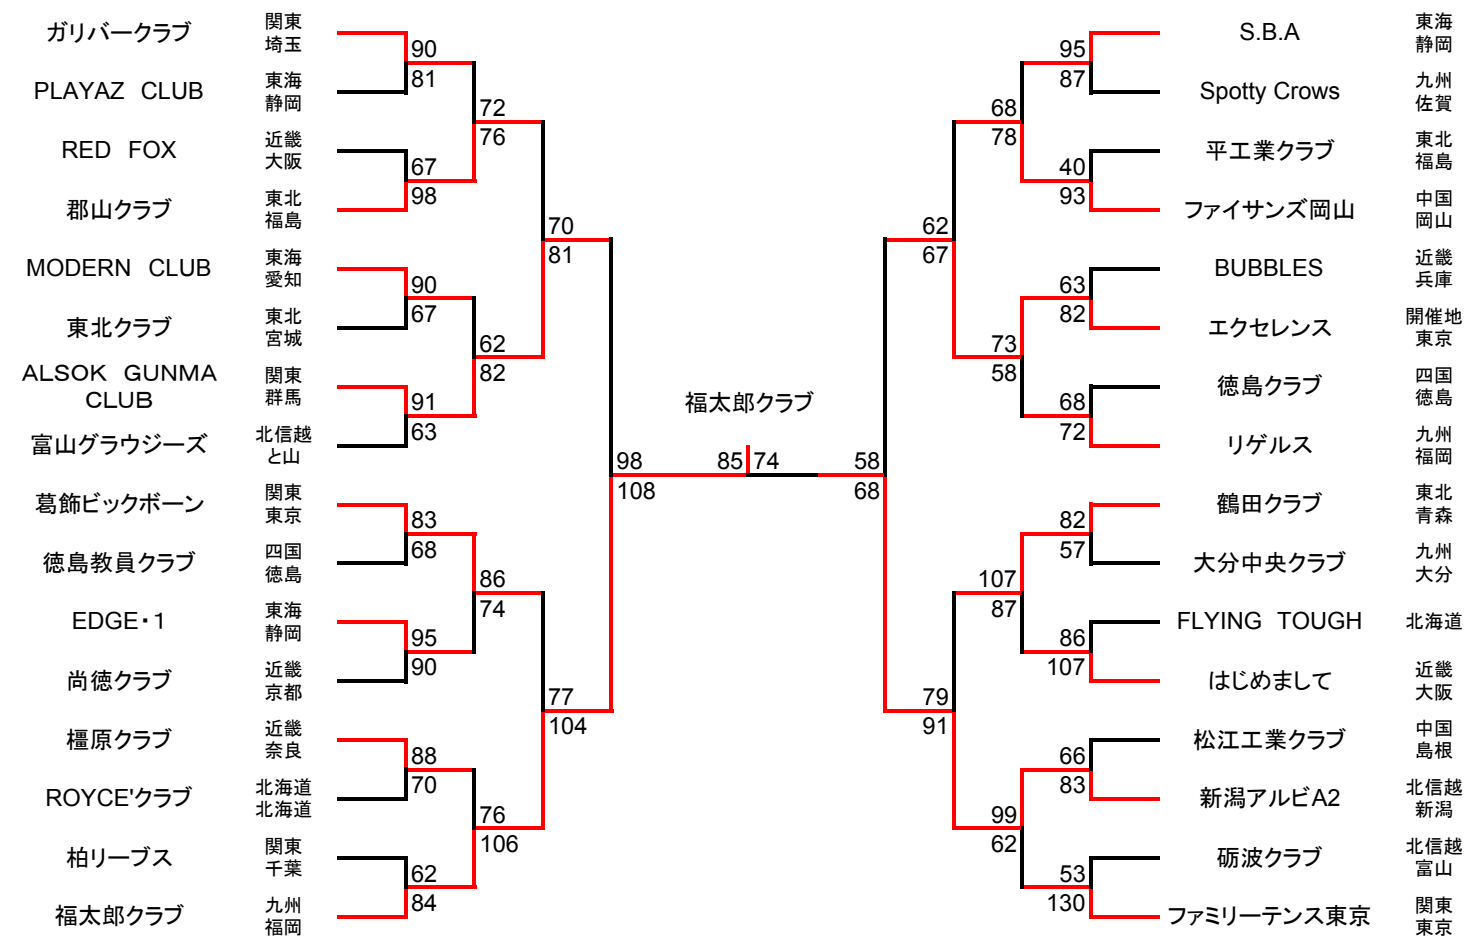 ガリバークラブ
関東
埼玉
PLAYAZ CLUB
東海
静岡
RED FOX
近畿
大阪
郡山クラブ
東北
福島
MODERN CLUB
東海
愛知
東北クラブ
東北
宮城
ALSOK GUNMA
CLUB
関東
群馬
富山グラウジーズ
北信越
と山
葛飾ビックボーン
関東
東京
徳島教員クラブ
四国
徳島
EDGE・1
東海
静岡
尚徳クラブ
近畿
京都
橿原クラブ
近畿
奈良
ROYCE'クラブ
北海道
北海道
柏リーブス
関東
千葉
福太郎クラブ
九州
福岡
90
81
67
98
90
67
91
63
83
68
95
90
88
70
62
84
72
76
62
82
86
74
76
106
70
81
77
104
98
108
福太郎クラブ
85 74
58
68
62
67
79
91
68
78
73
58
107
87
99
62
95
87
40
93
63
82
68
72
82
57
86
107
66
83
53
130
S.B.A
東海
静岡
Spotty Crows
九州
佐賀
平工業クラブ
東北
福島
ファイサンズ岡山
中国
岡山
BUBBLES
近畿
兵庫
エクセレンス
開催地
東京
徳島クラブ
四国
徳島
リゲルス
九州
福岡
鶴田クラブ
東北
青森
大分中央クラブ
九州
大分
FLYING TOUGH
北海道
はじめまして
近畿
大阪
松江工業クラブ
中国
島根
新潟アルビA2
北信越
新潟
砺波クラブ
北信越
富山
ファミリーテンス東京
関東
東京